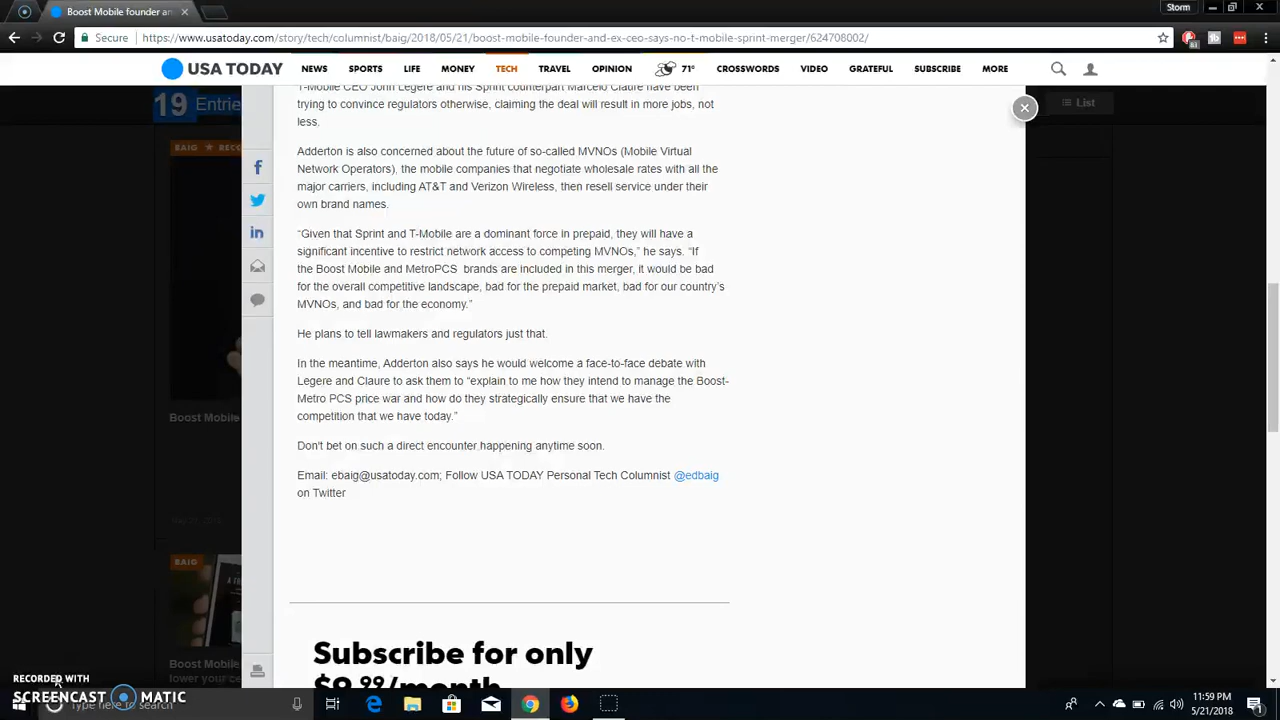 Storm
Boost Mobile founder an
Secure
https://www.usatoday.com/story/tech/columnist/baig/2018/05/21/boost-mobile-founder-and-ex-ceo-says-no-t-mobile-sprint-merger/624708002/
USA TODAY
NEWS SPORTS LIFE MONEY TECH TRAVEL OPINION 71° CROSSWORDS VIDEO GRATEFUL SUBSCRIBE MORE
19 Entrie
List
T-Mobile CEO John Legere and his Sprint counterpart Marcelo Claure have been
trying to convince regulators otherwise, claiming the deal will result in more jobs, not
less.
BAIG ★ RECO
Adderton is also concerned about the future of so-called MVNOs (Mobile Virtual
Network Operators), the mobile companies that negotiate wholesale rates with all the
major carriers, including AT&T and Verizon Wireless, then resell service under their
own brand names.
“Given that Sprint and T-Mobile are a dominant force in prepaid, they will have a
significant incentive to restrict network access to competing MVNOs,” he says. “If
the Boost Mobile and MetroPCS brands are included in this merger, it would be bad
for the overall competitive landscape, bad for the prepaid market, bad for our country’s
MVNOs, and bad for the economy.”
He plans to tell lawmakers and regulators just that.
In the meantime, Adderton also says he would welcome a face-to-face debate with
Legere and Claure to ask them to “explain to me how they intend to manage the Boost-
Metro PCS price war and how do they strategically ensure that we have the
competition that we have today.”
Boost Mobile
Don't bet on such a direct encounter happening anytime soon.
Email: ebaig@usatoday.com; Follow USA TODAY Personal Tech Columnist @edbaig
on Twitter
BAIG
Subscribe for only
$9.99/month
Boost Mobile
lower your ce
RECORDED WITH
SCREENCAST MATIC
Type here to search
11:59 PM
5/21/2018